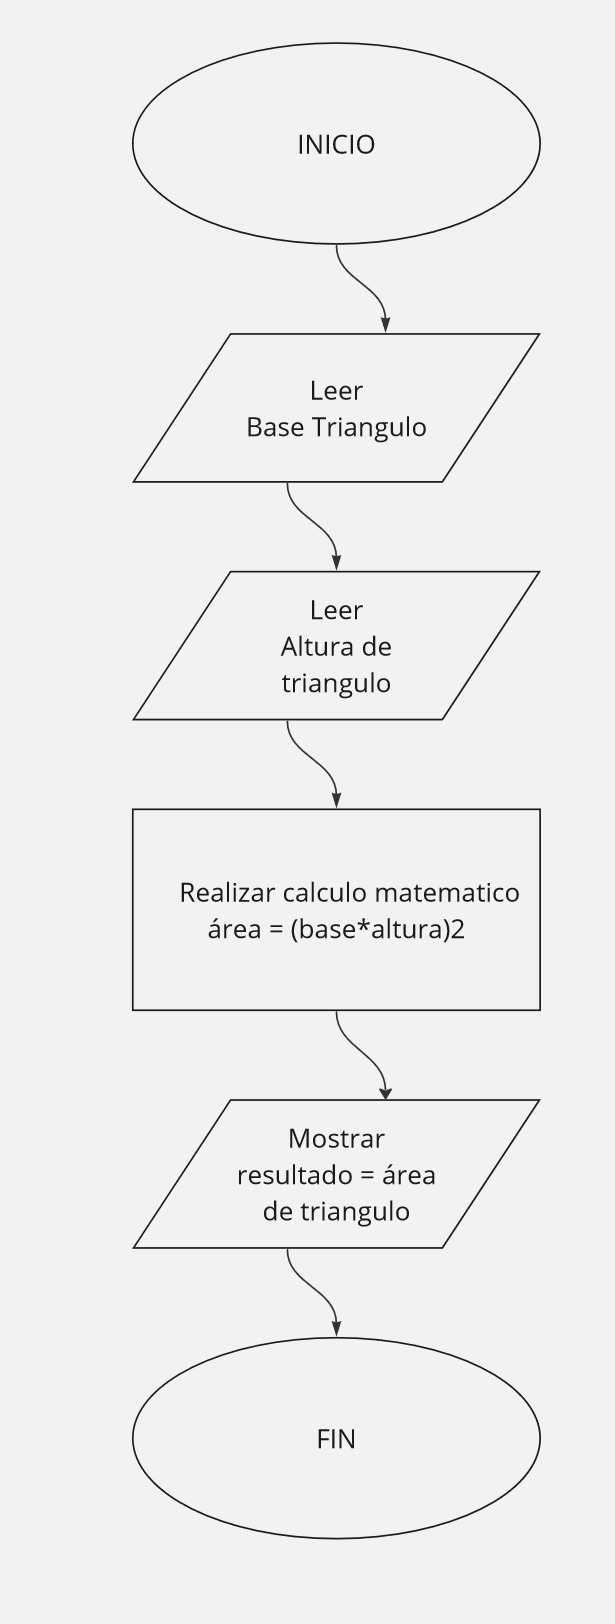 INICIO
Leer
Base Triangulo
Leer
Altura de
triangulo
Realizar calculo matematico
área = (base*altura)2
Mostrar
resultado = área
de triangulo
FIN